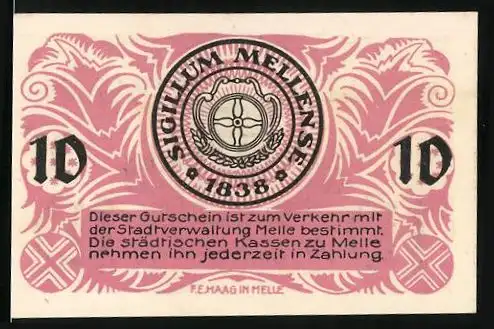 SIGILLUM MELLENSE
1838
10 10
Dieser Gutschein ist zum Verkehr mit
der Stadtverwaltung Melle bestimmt.
Die städtischen Kassen zu Melle
nehmen ihn jederzeit in Zahlung.
F.E.HAAG IN MELLE